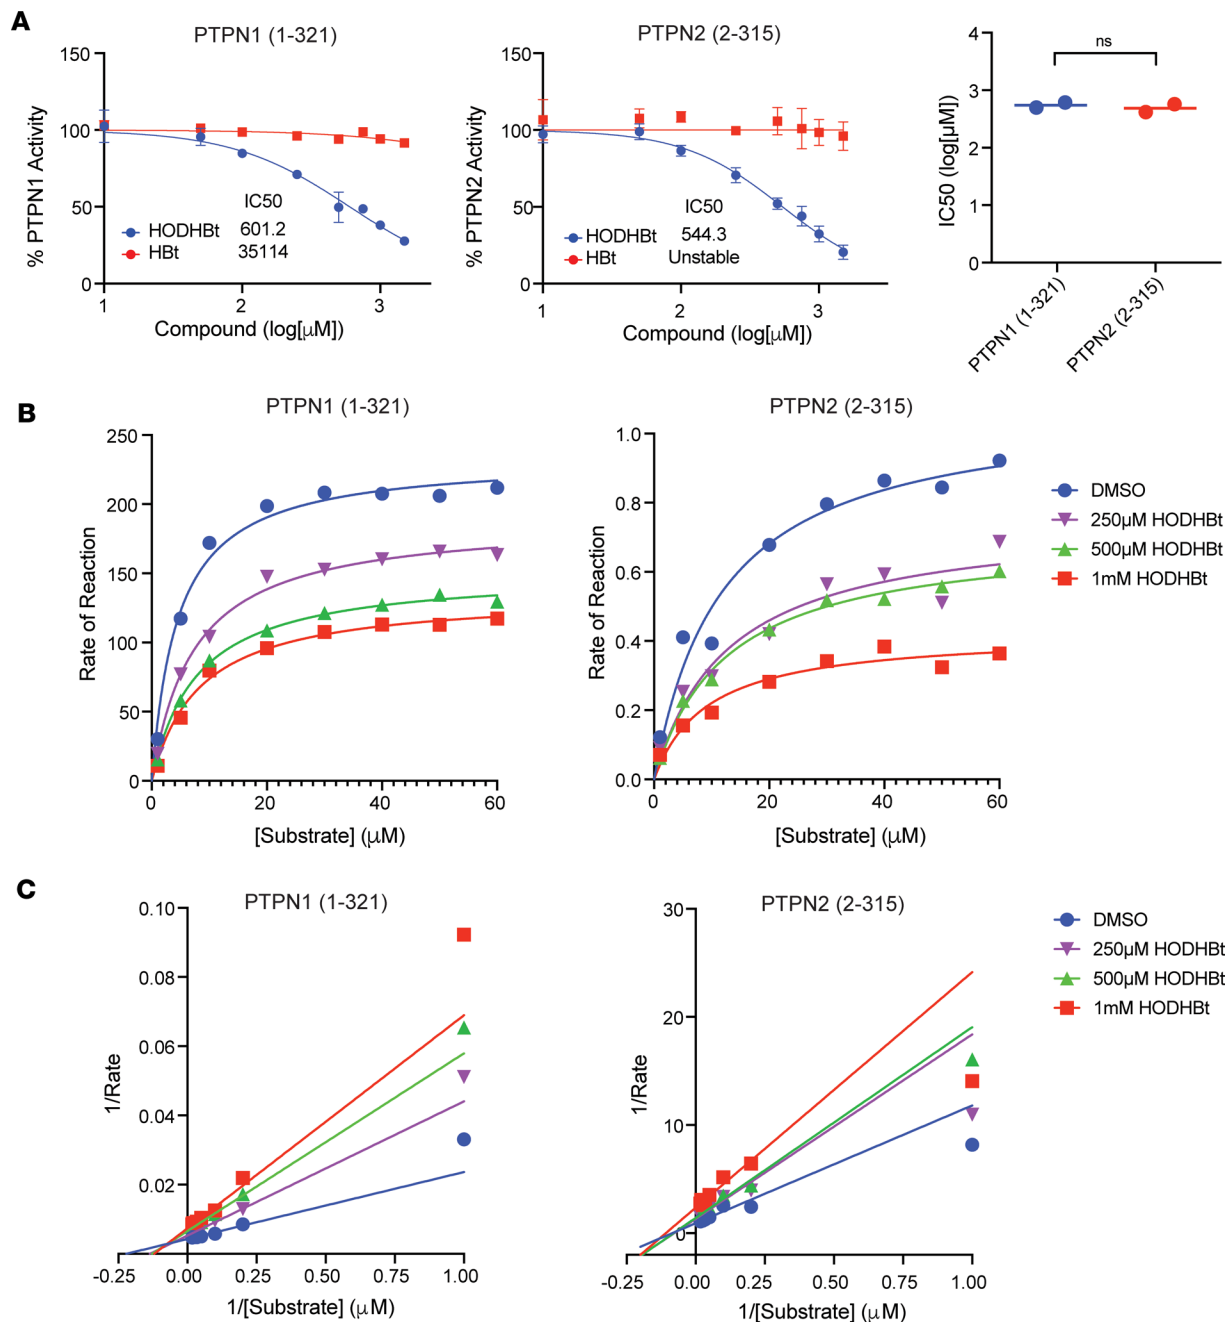 A
PTPN1 (1-321)
150
100
50
0
% PTPN1 Activity
IC50
HODHBt 601.2
HBt 35114
1 2 3
Compound (log[μM])
PTPN2 (2-315)
150
100
50
0
% PTPN2 Activity
IC50
HODHBt 544.3
HBt Unstable
1 2 3
Compound (log[μM])
4
3
2
1
0
IC50 (log[μM])
ns
PTPN1 (1-321)
PTPN2 (2-315)
B
PTPN1 (1-321)
250
200
150
100
50
0
Rate of Reaction
0 20 40 60
[Substrate] (μM)
PTPN2 (2-315)
1.0
0.8
0.6
0.4
0.2
0.0
Rate of Reaction
0 20 40 60
[Substrate] (μM)
DMSO
250μM HODHBt
500μM HODHBt
1mM HODHBt
C
PTPN1 (1-321)
0.10
0.08
0.06
0.04
0.02
1/Rate
-0.25 0.00 0.25 0.50 0.75 1.00
1/[Substrate] (μM)
PTPN2 (2-315)
30
20
10
0
1/Rate
-0.25 0.00 0.25 0.50 0.75 1.00
1/[Substrate] (μM)
DMSO
250μM HODHBt
500μM HODHBt
1mM HODHBt